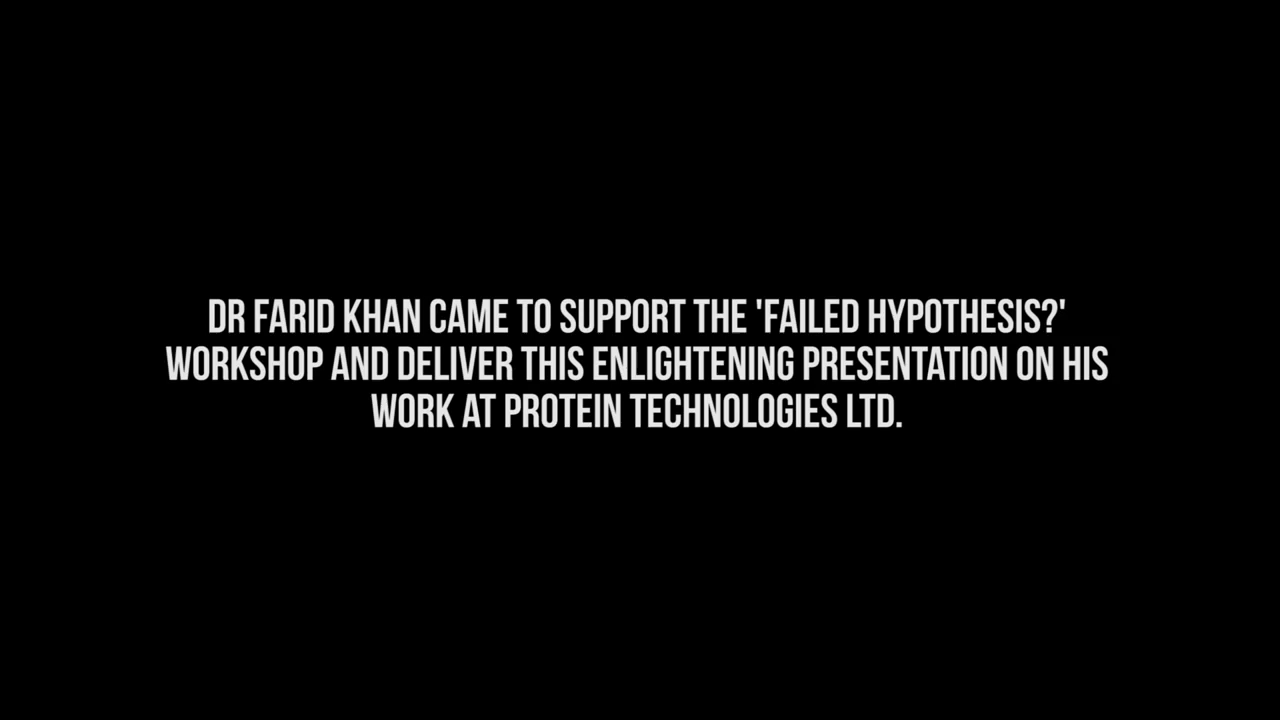 DR FARID KHAN CAME TO SUPPORT THE 'FAILED HYPOTHESIS?'
WORKSHOP AND DELIVER THIS ENLIGHTENING PRESENTATION ON HIS
WORK AT PROTEIN TECHNOLOGIES LTD.